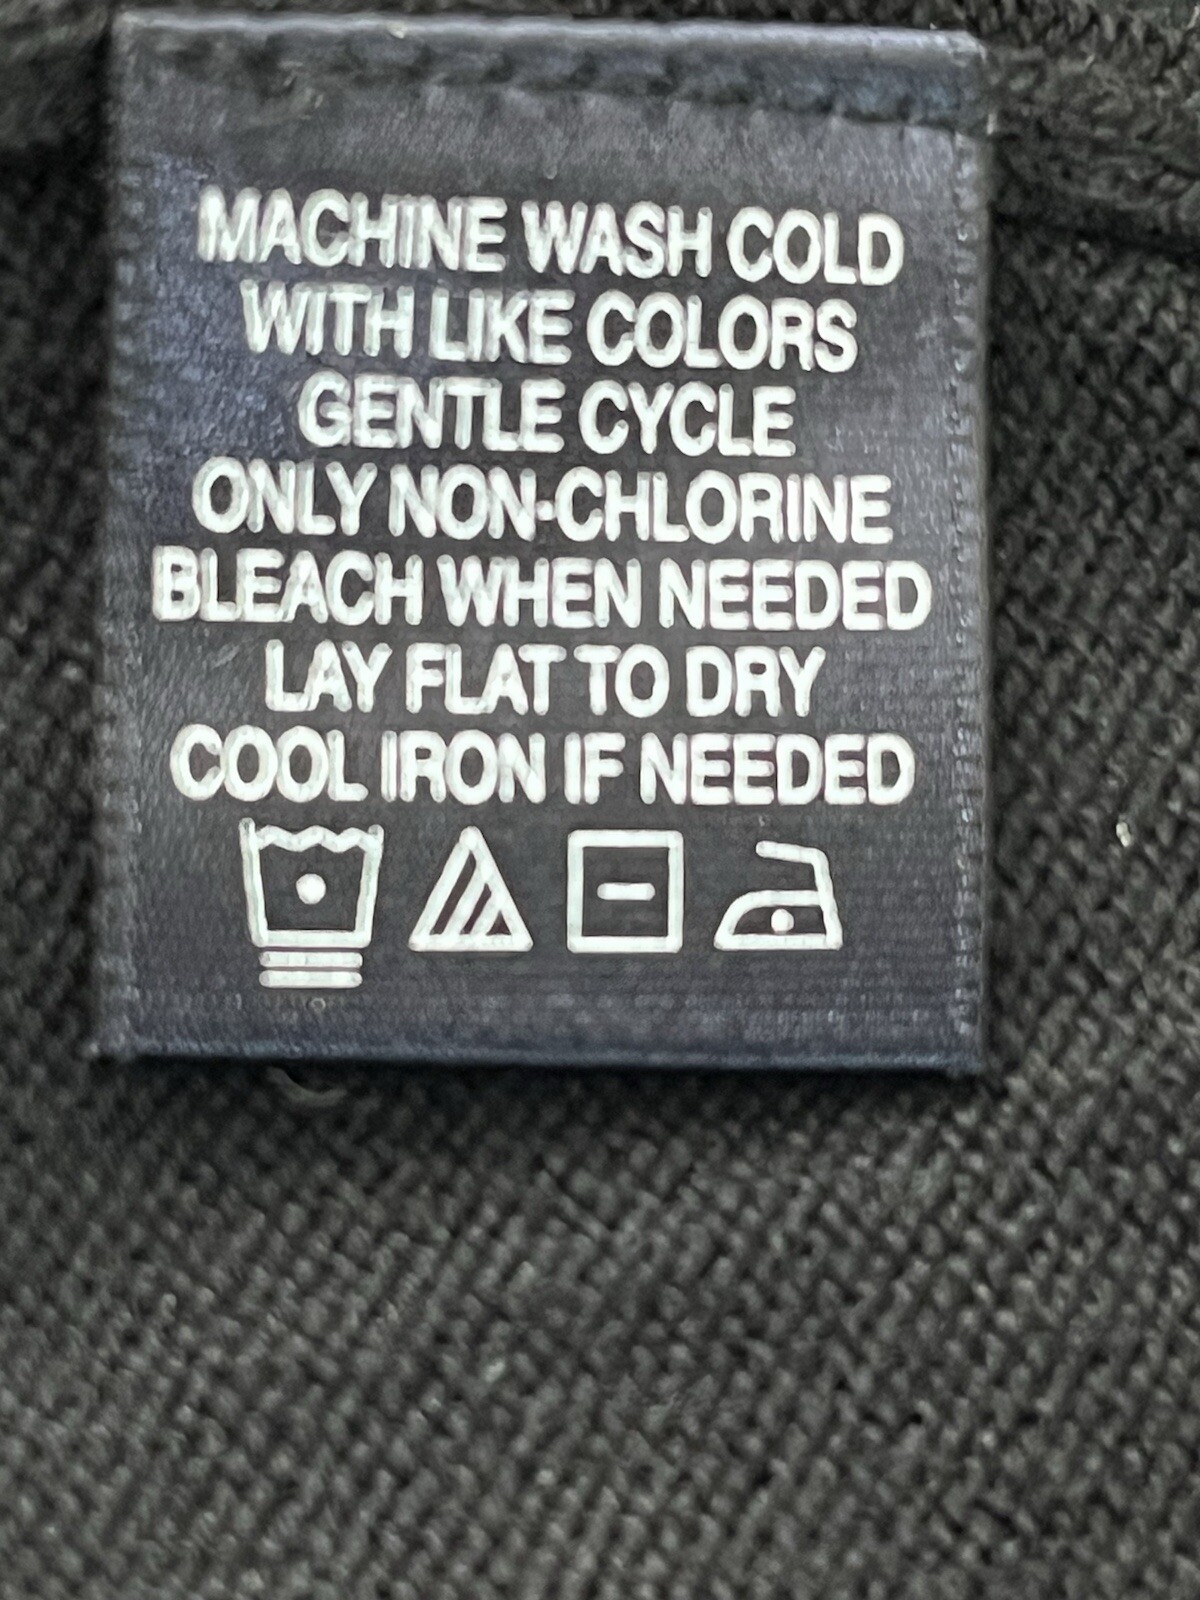 MACHINE WASH COLD
WITH LIKE COLORS
GENTLE CYCLE
ONLY NON-CHLORINE
BLEACH WHEN NEEDED
LAY FLAT TO DRY
COOL IRON IF NEEDED